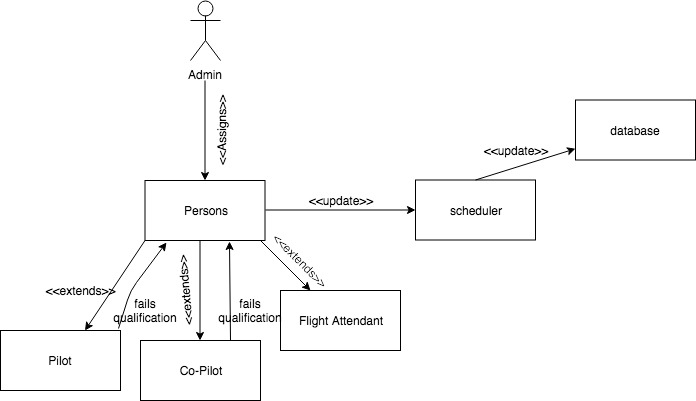 Admin
<<Assigns>>
database
<<update>>
Persons
<<update>>
scheduler
<<extends>>
<<extends>>
<<extends>>
fails
qualification
fails
qualification
Flight Attendant
Pilot
Co-Pilot